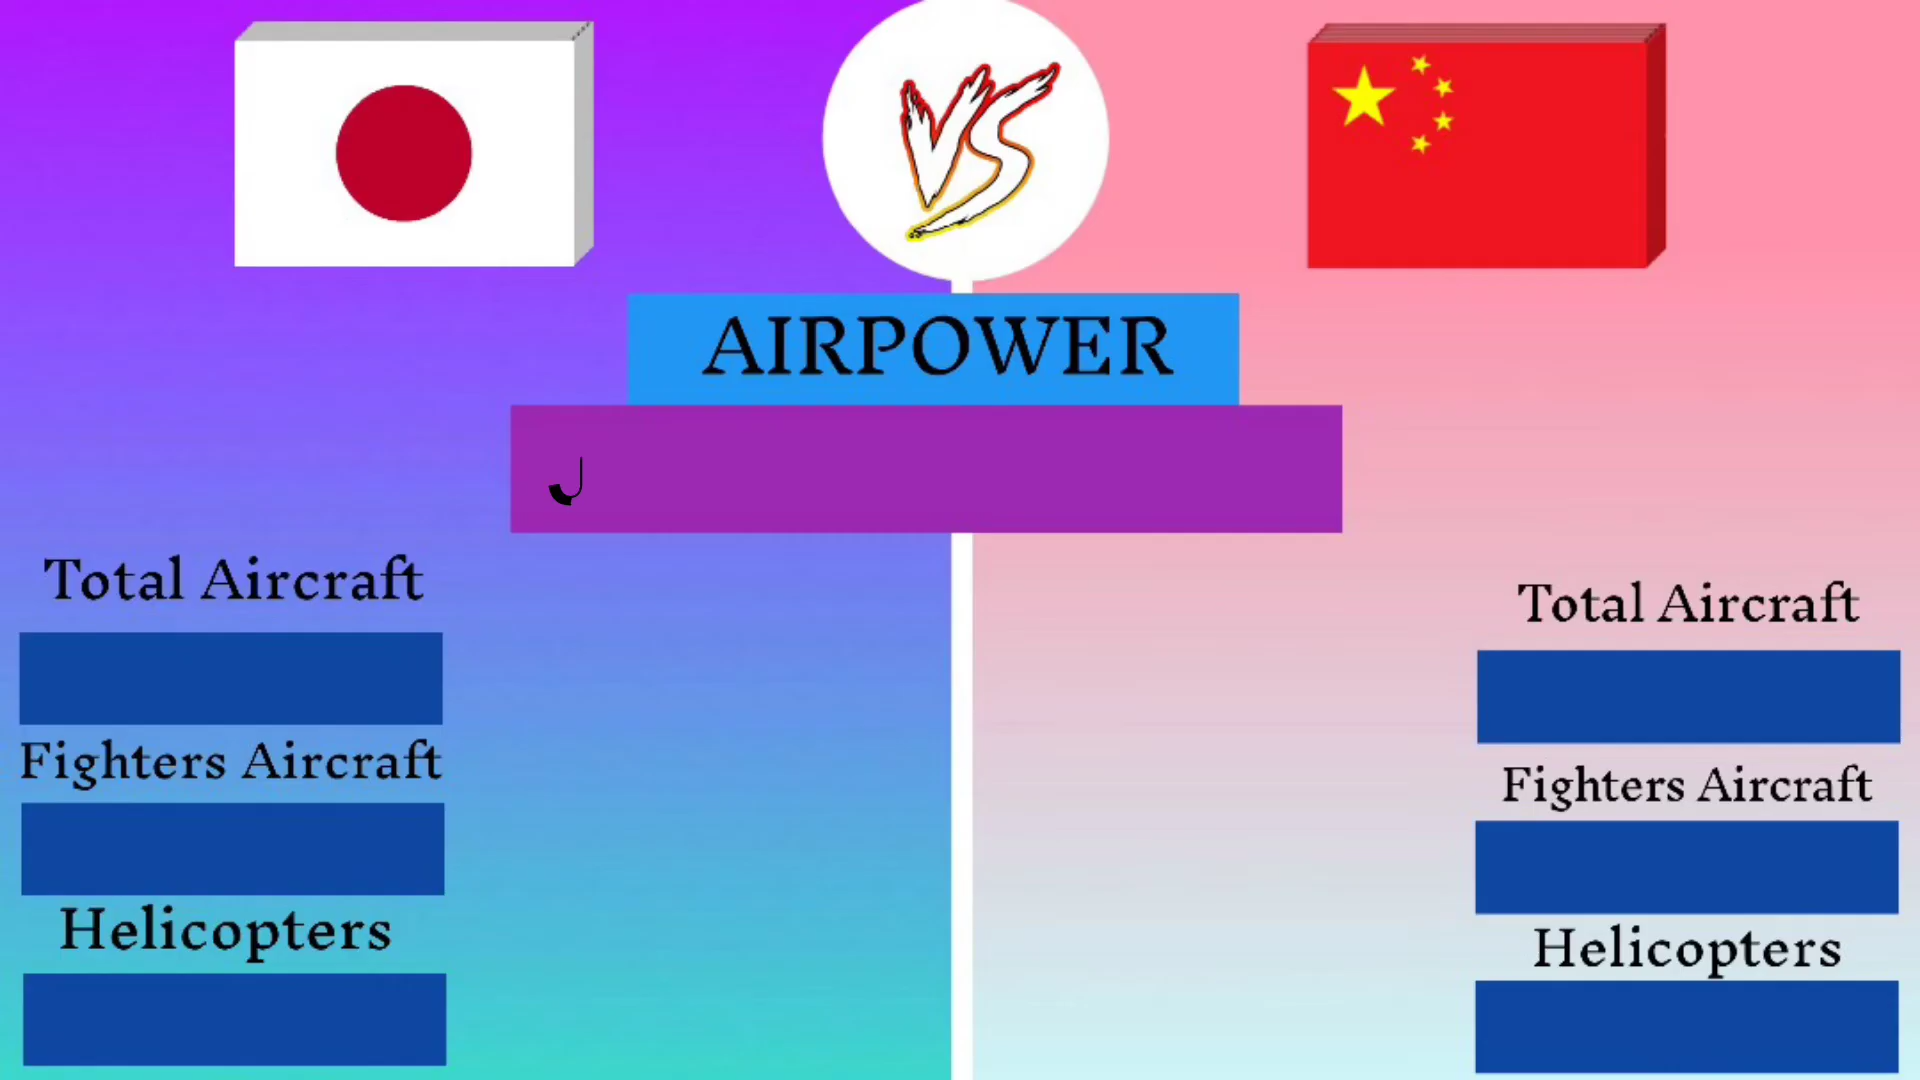 VS
AIRPOWER
J
Total Aircraft
Fighters Aircraft
Helicopters
Total Aircraft
Fighters Aircraft
Helicopters